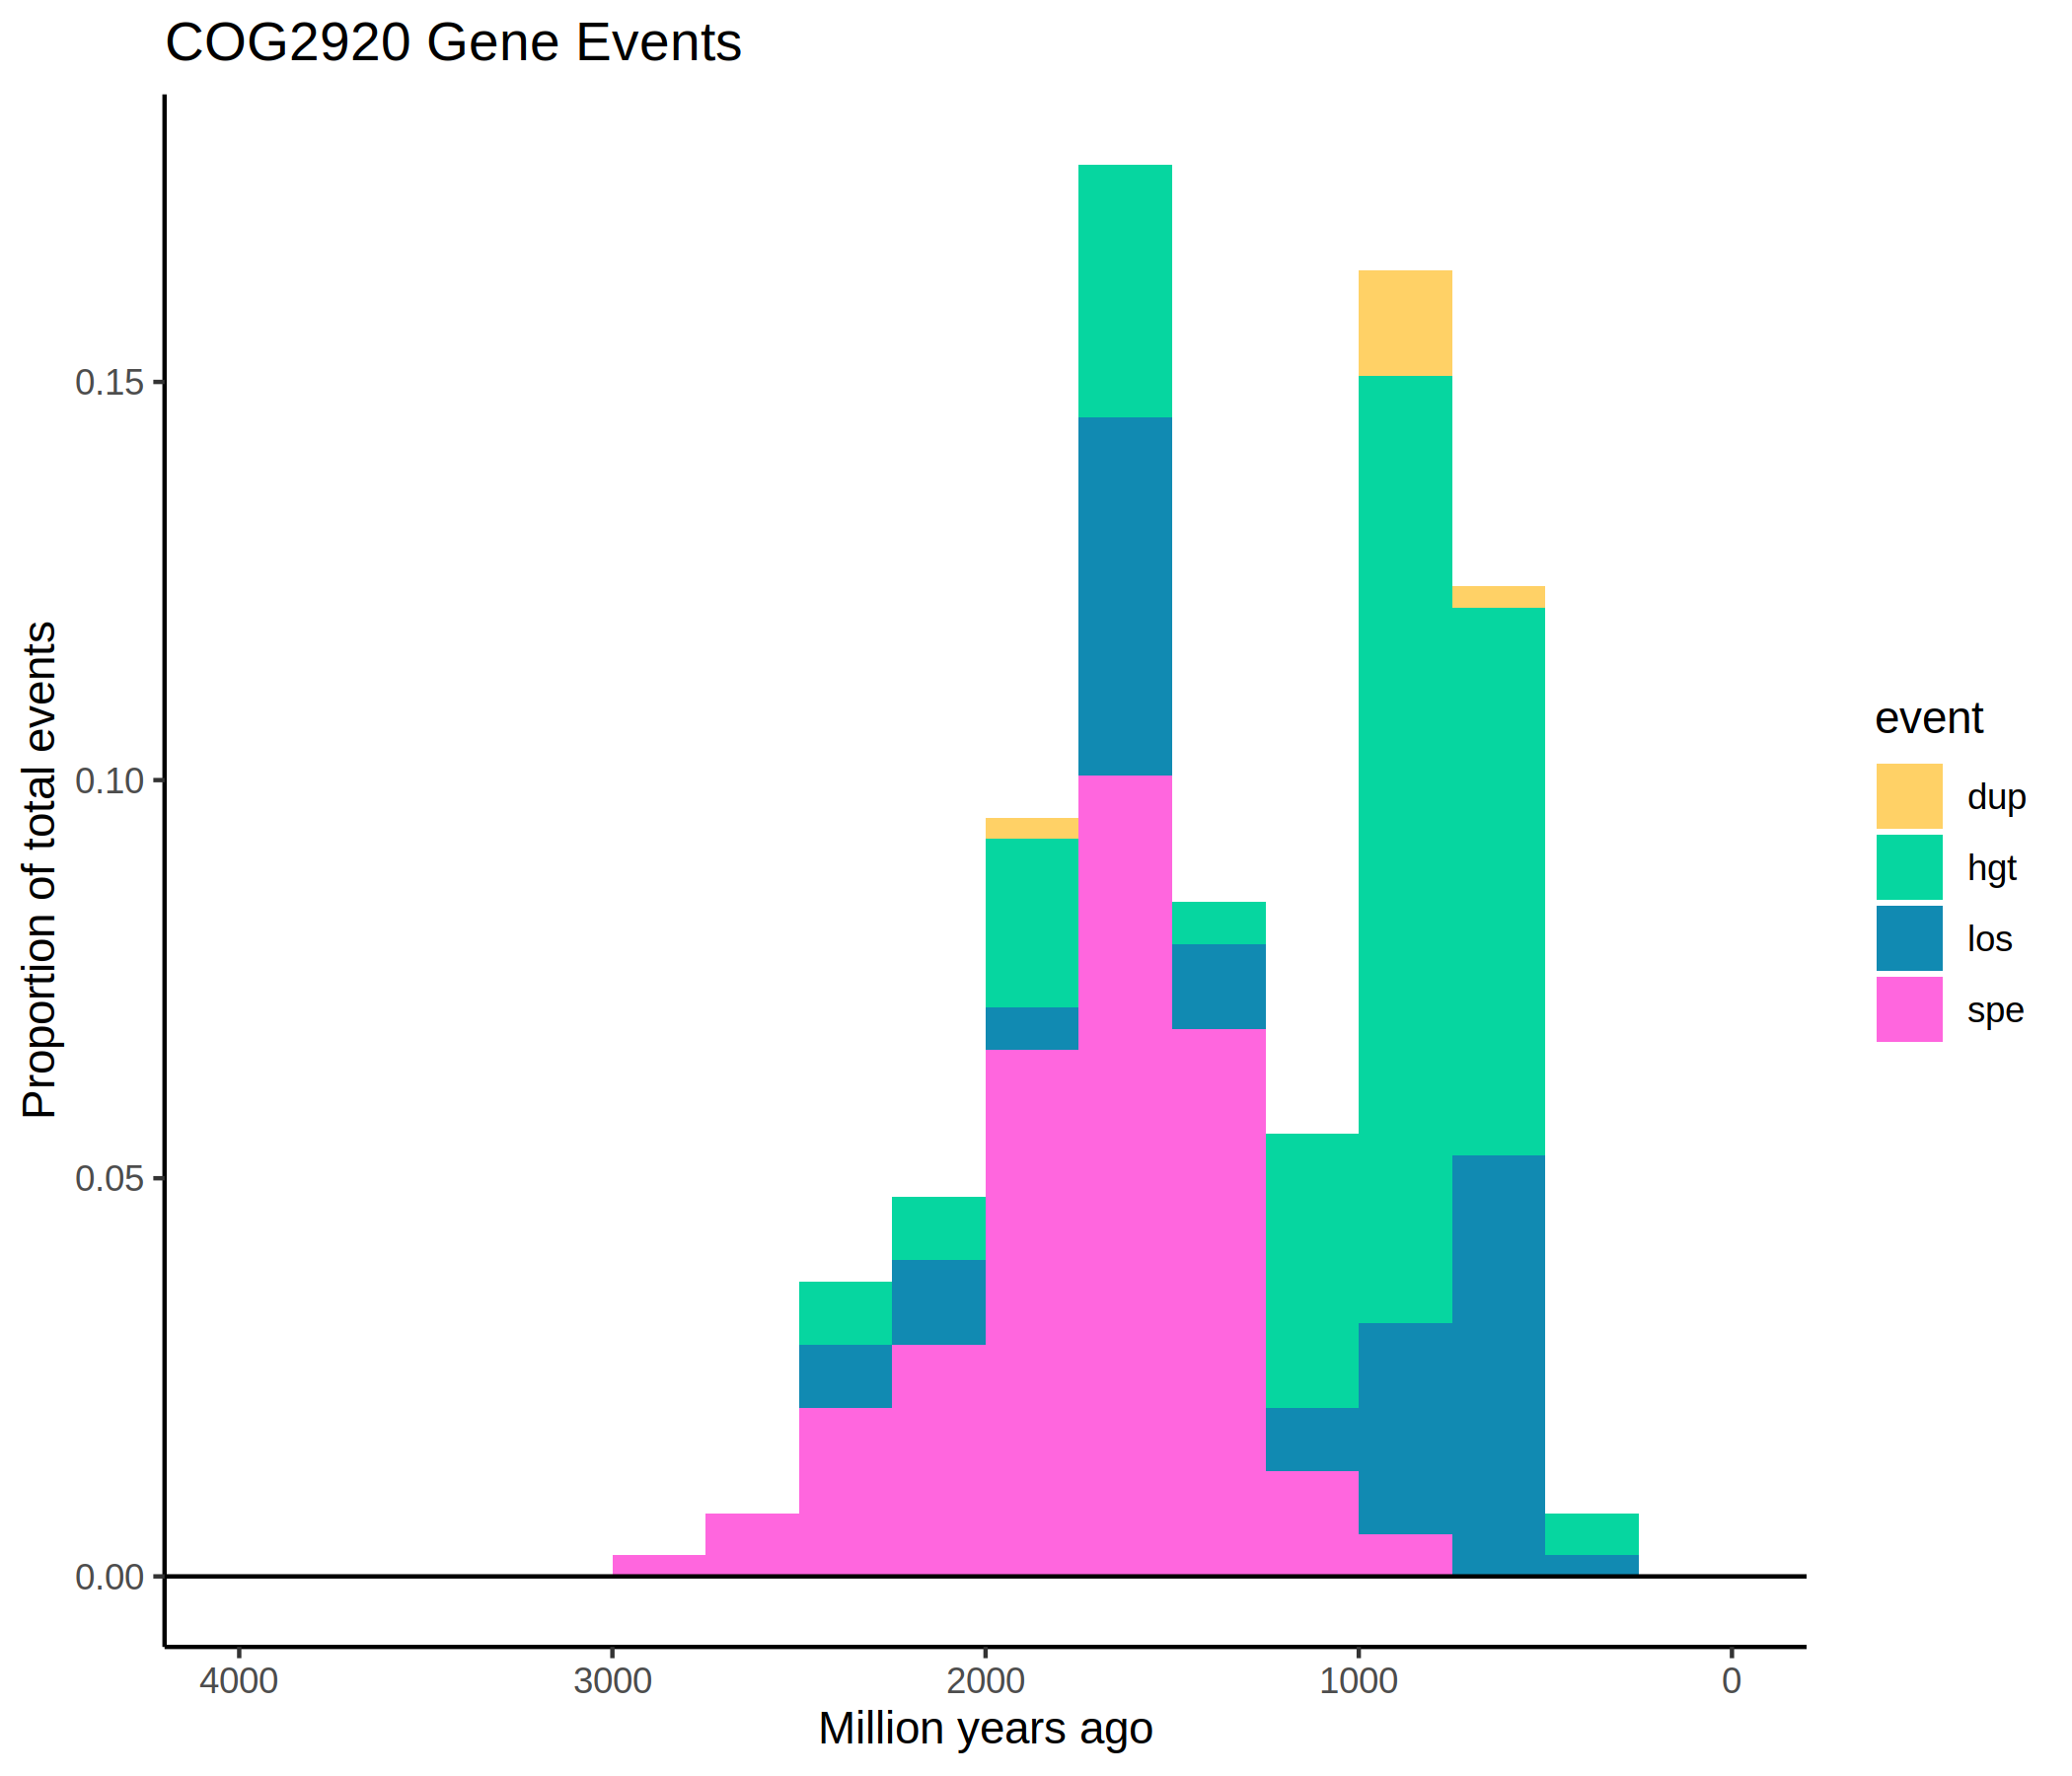 COG2920 Gene Events
Proportion of total events
0.15
0.10
0.05
0.00
4000 3000 2000 1000 0
Million years ago
event
dup
hgt
los
spe